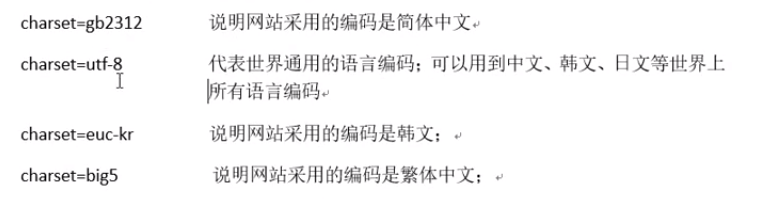 charset=gb2312 说明网站采用的编码是简体中文
charset=utf-8 代表世界通用的语言编码；可以用到中文、韩文、日文等世界上
所有语言编码
charset=euc-kr 说明网站采用的编码是韩文；
charset=big5 说明网站采用的编码是繁体中文；